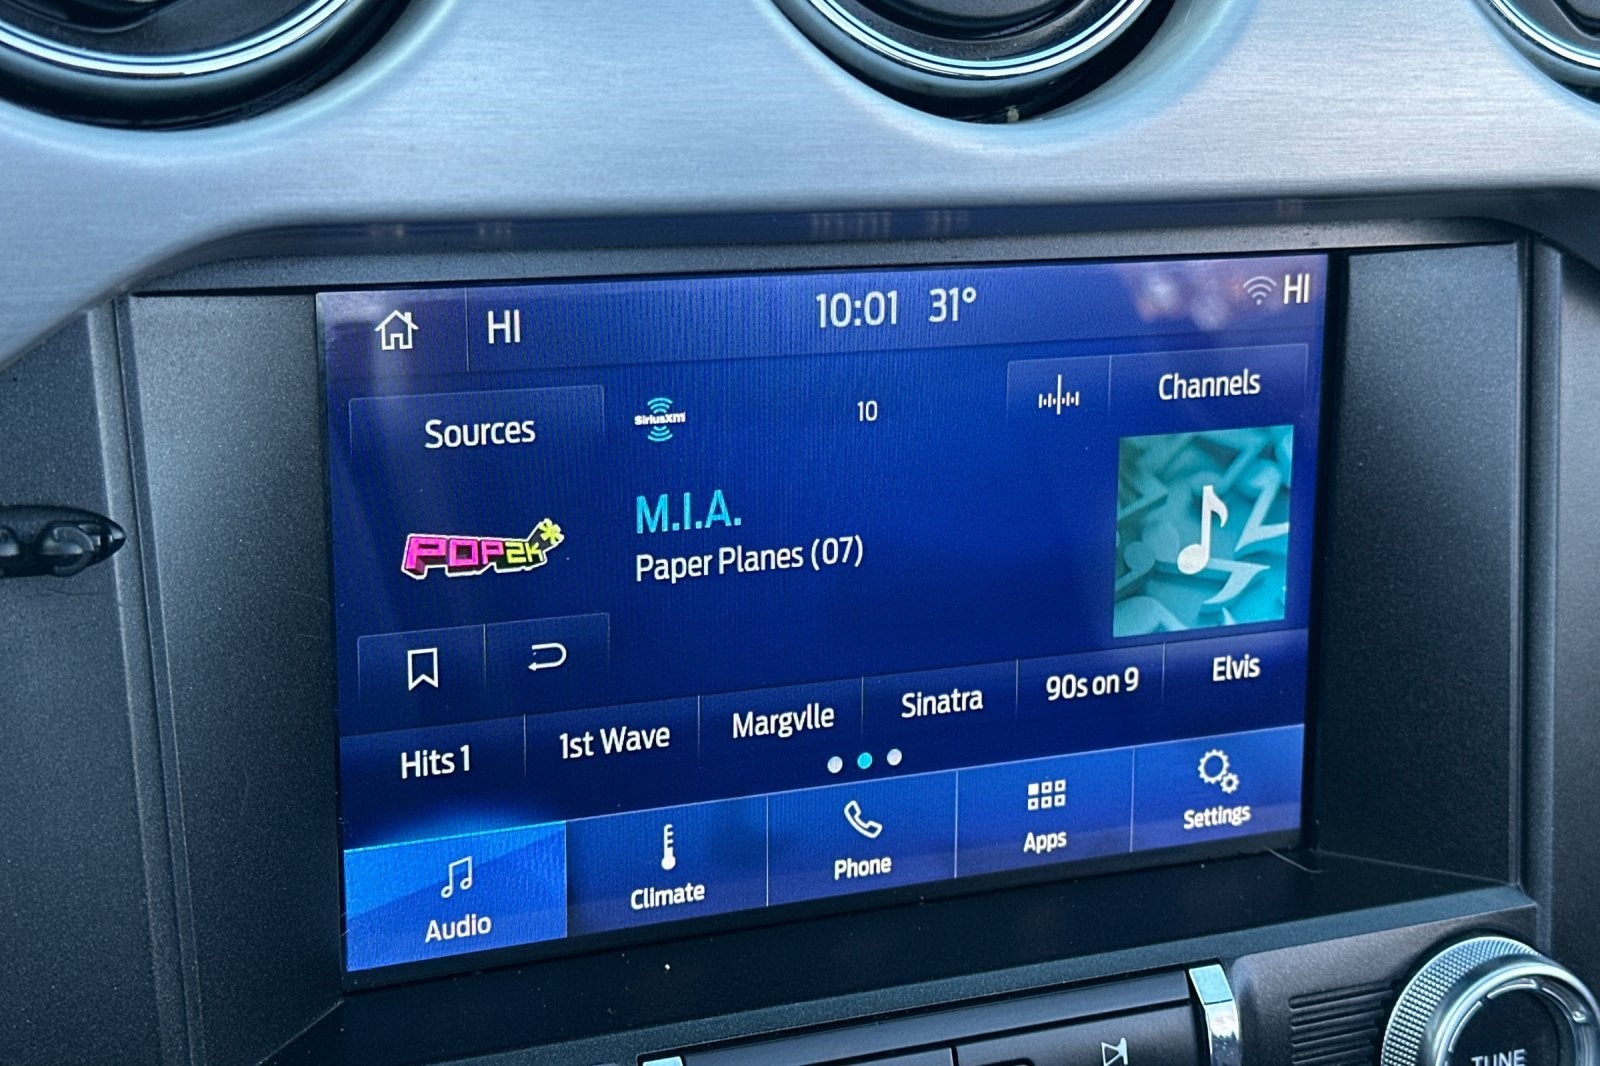 HI
10:01 31°
HI
Sources
SiriusXM
10
Channels
POP2K
M.I.A.
Paper Planes (07)
Hits 1
1st Wave
Margvlle
Sinatra
90s on 9
Elvis
Audio
Climate
Phone
Apps
Settings
TUNE